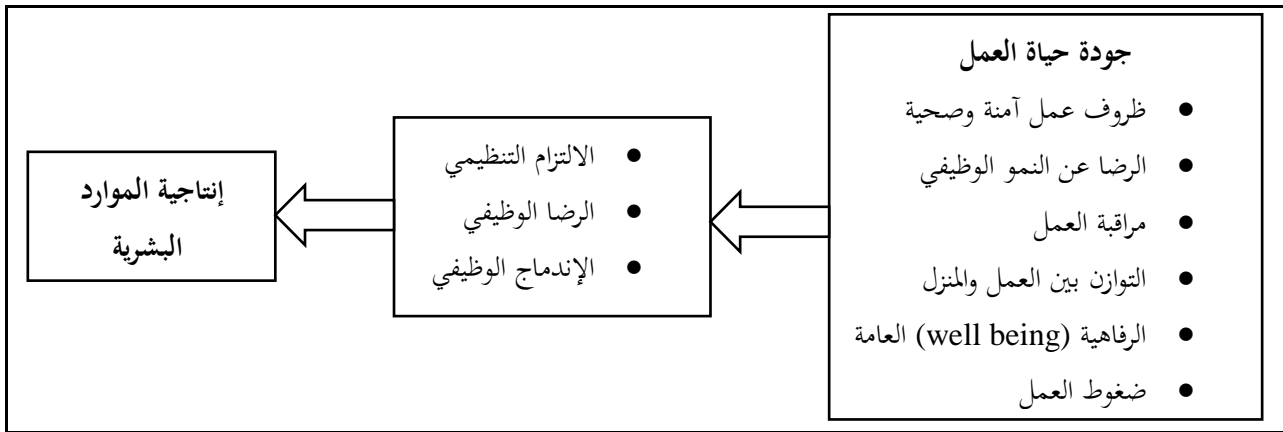 جودة حياة العمل
● ظروف عمل آمنة وصحية
● الرضا عن النمو الوظيفي
● مراقبة العمل
● التوازن بين العمل والمنزل
● الرفاهية (well being) العامة
● ضغوط العمل
● الالتزام التنظيمي
● الرضا الوظيفي
● الإندماج الوظيفي
إنتاجية الموارد
البشرية